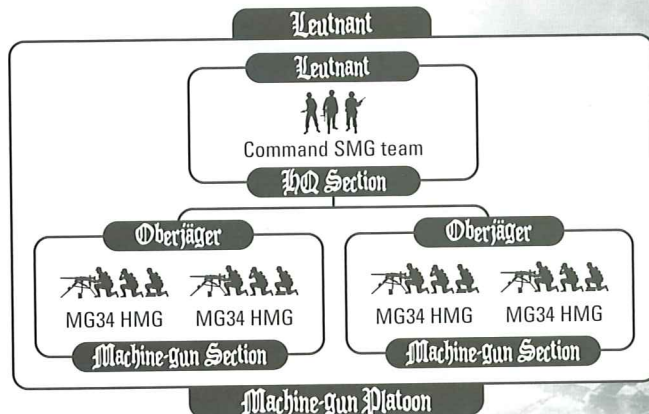 Leutnant
Leutnant
Command SMG team
HQ Section
Oberjäger
Oberjäger
MG34 HMG MG34 HMG
MG34 HMG MG34 HMG
Machine-gun Section
Machine-gun Section
Machine-gun Platoon